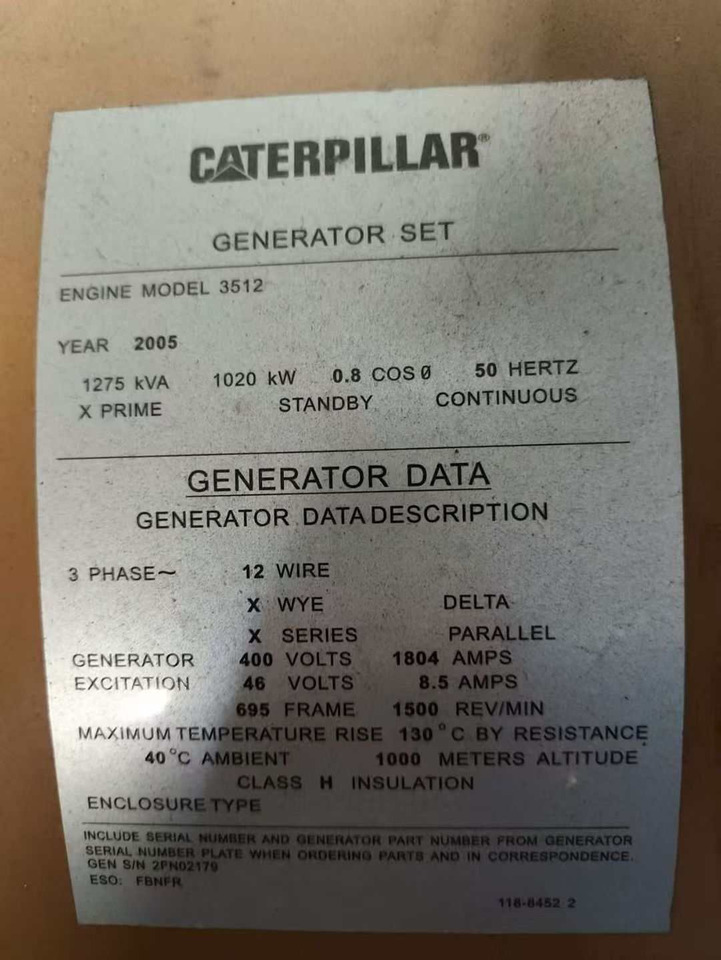 CATERPILLAR®
GENERATOR SET
ENGINE MODEL 3512
YEAR 2005
1275 kVA 1020 kW 0.8 COS Ø 50 HERTZ
X PRIME STANDBY CONTINUOUS
GENERATOR DATA
GENERATOR DATA DESCRIPTION
3 PHASE~ 12 WIRE
X WYE DELTA
X SERIES PARALLEL
GENERATOR 400 VOLTS 1804 AMPS
EXCITATION 46 VOLTS 8.5 AMPS
695 FRAME 1500 REV/MIN
MAXIMUM TEMPERATURE RISE 130°C BY RESISTANCE
40°C AMBIENT 1000 METERS ALTITUDE
CLASS H INSULATION
ENCLOSURE TYPE
INCLUDE SERIAL NUMBER AND GENERATOR PART NUMBER FROM GENERATOR
SERIAL NUMBER PLATE WHEN ORDERING PARTS AND IN CORRESPONDENCE.
GEN S/N 2PN02179
ESO: FBNFR
118-8452 2